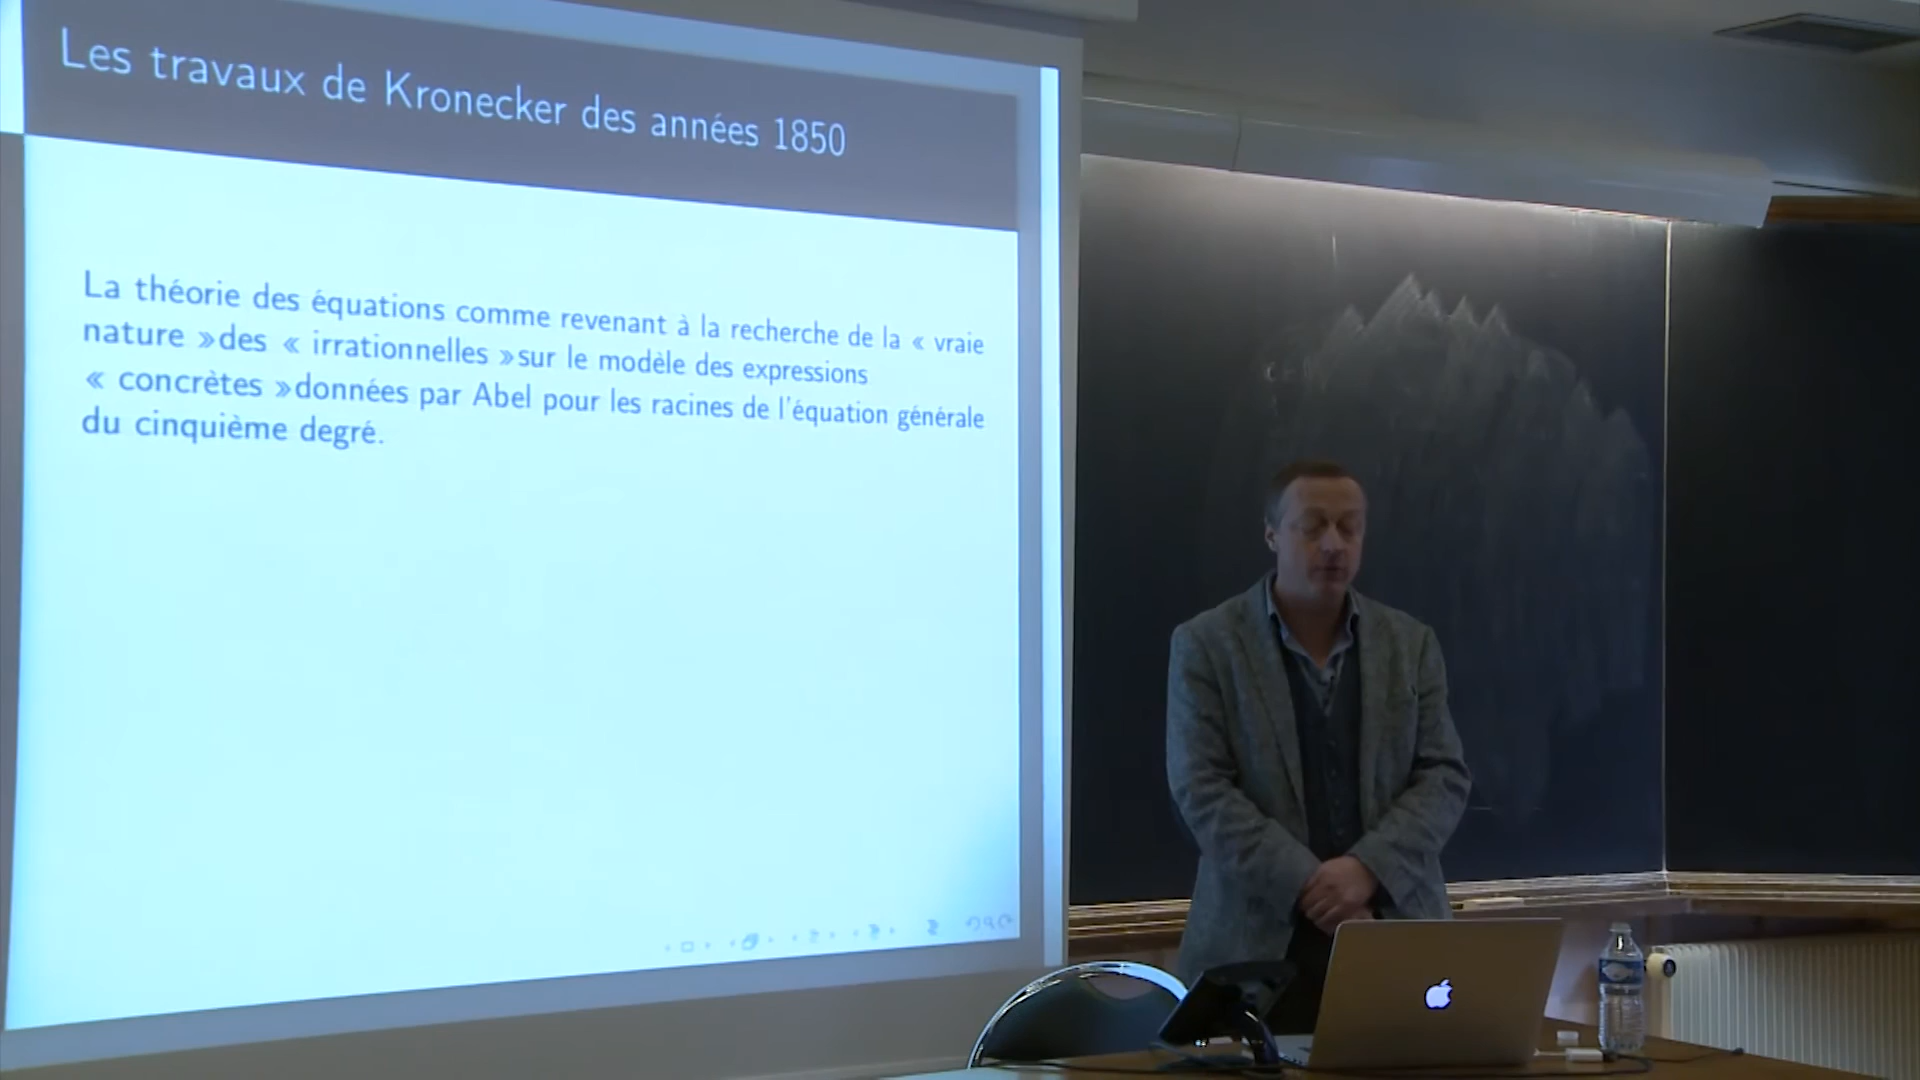 Les travaux de Kronecker des années 1850
La théorie des équations comme revenant à la recherche de la « vraie
nature »des « irrationnelles »sur le modèle des expressions
« concrètes »données par Abel pour les racines de l'équation générale
du cinquième degré.